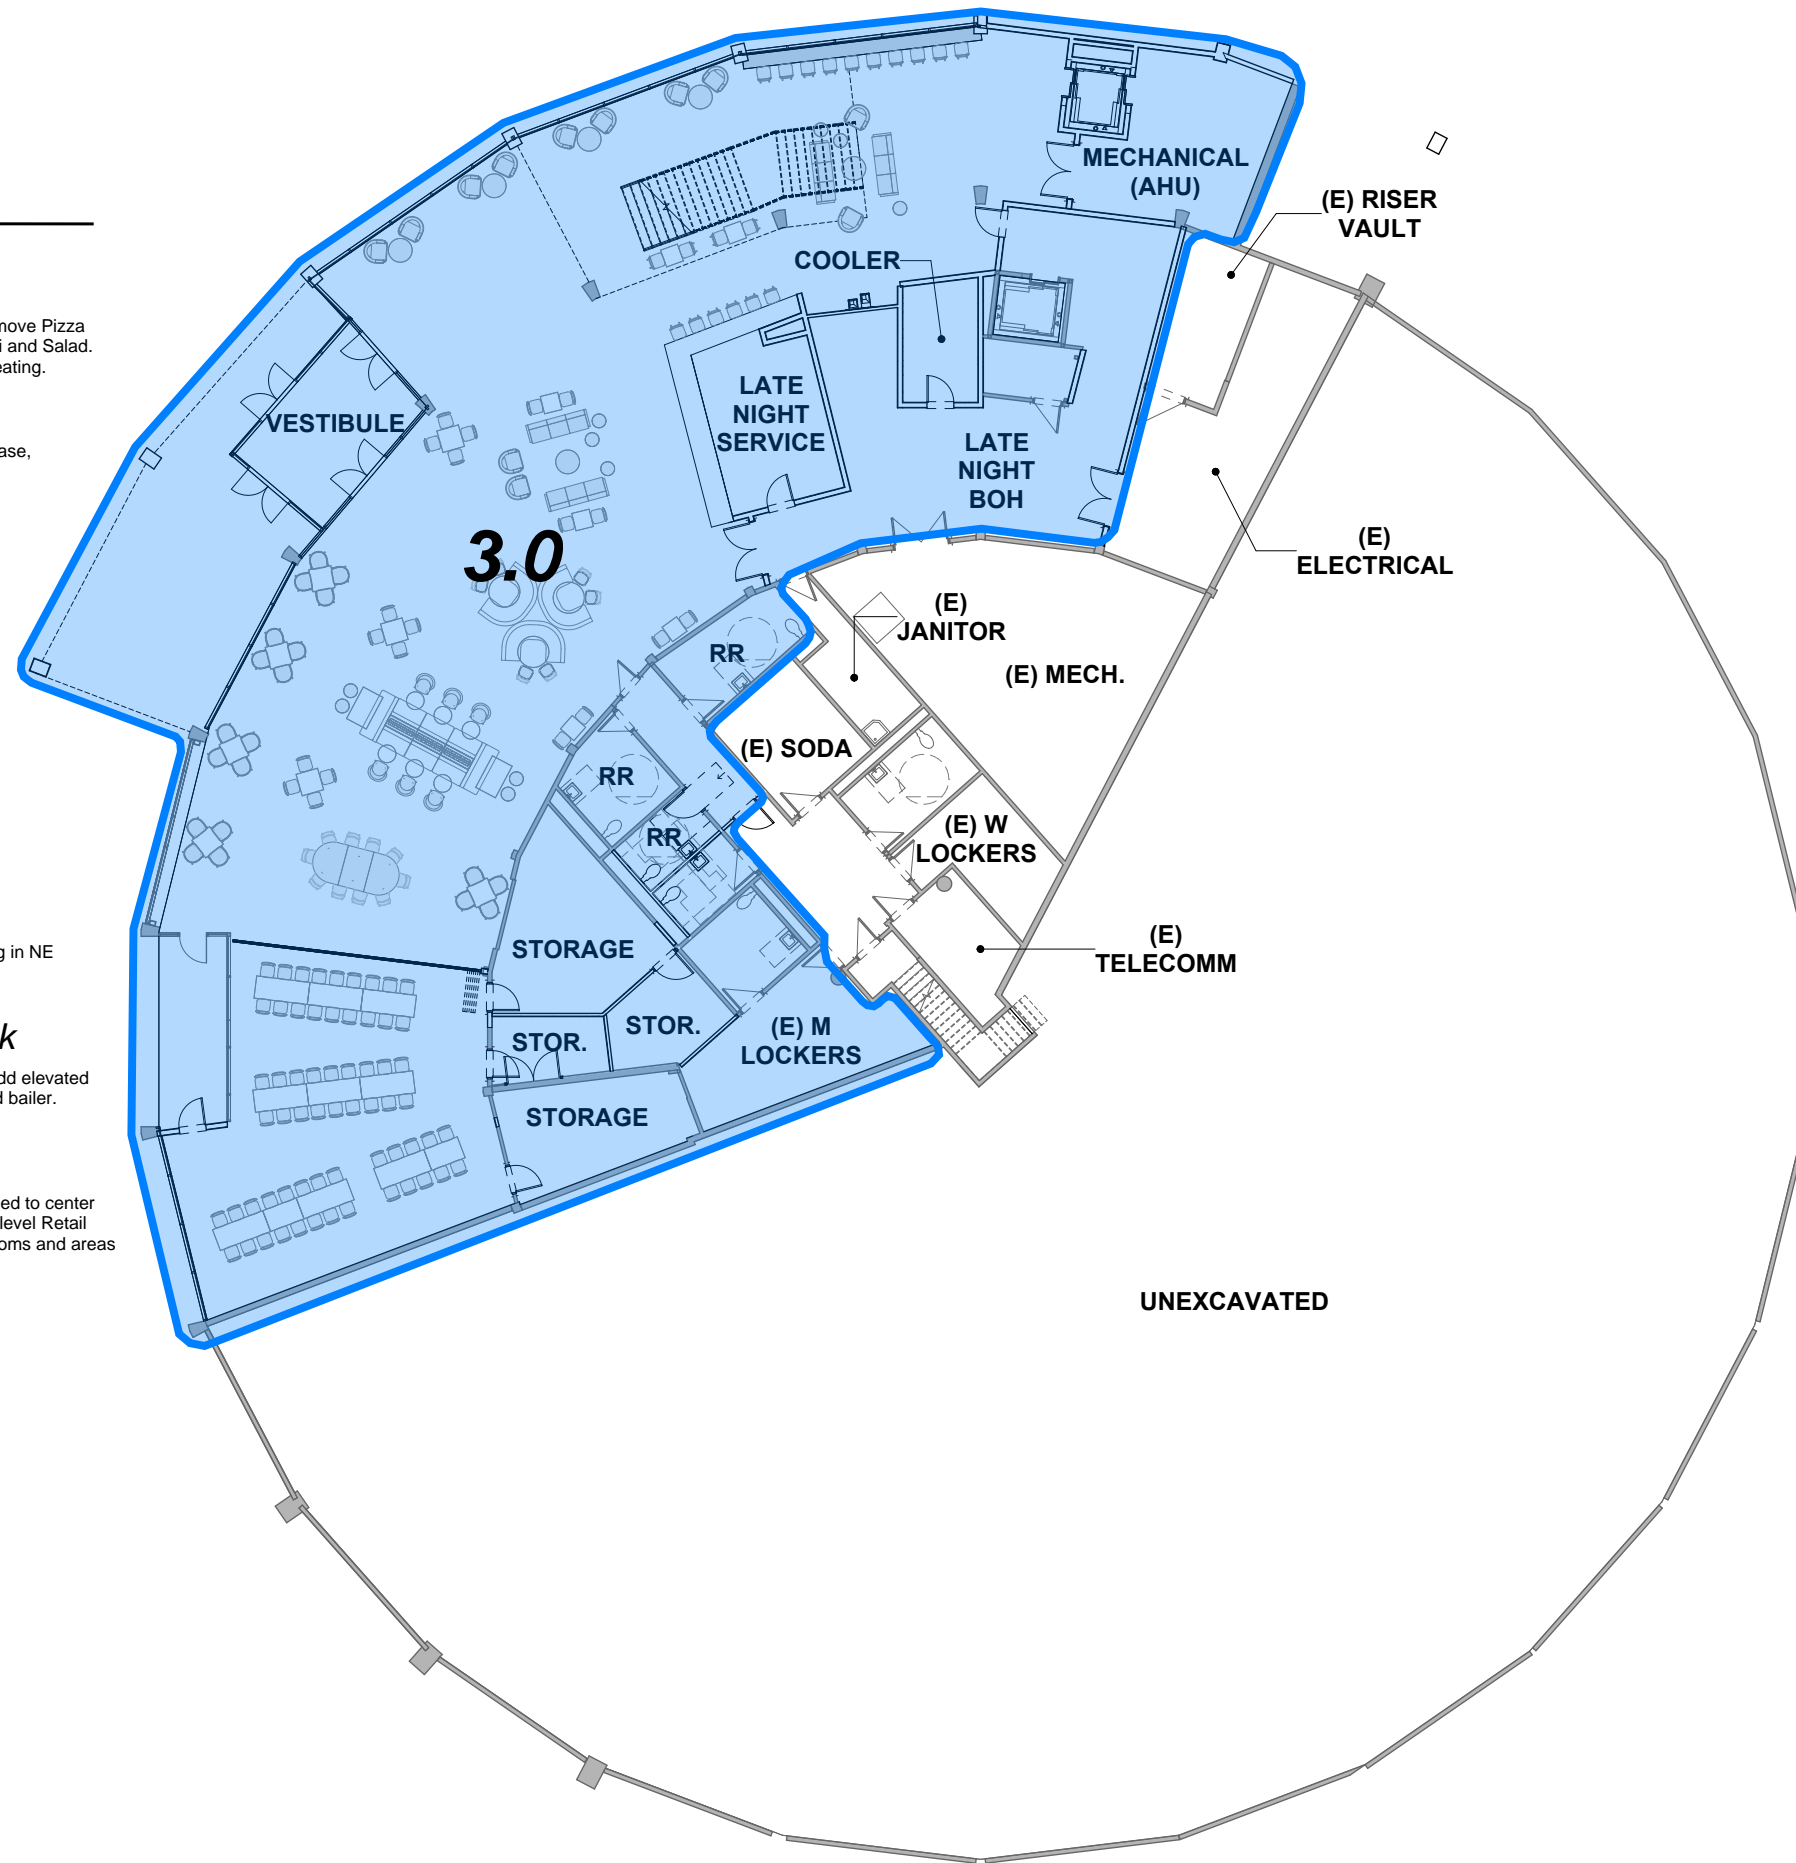 move Pizza
i and Salad.
eating.
ase,
g in NE
k
dd elevated
d bailer.
ed to center
level Retail
oms and areas
MECHANICAL
(AHU)
(E) RISER
VAULT
COOLER
VESTIBULE
LATE
NIGHT
SERVICE
LATE
NIGHT
BOH
3.0
(E)
ELECTRICAL
(E)
JANITOR
RR
(E) MECH.
(E) SODA
RR
RR
(E) W
LOCKERS
STORAGE
(E)
TELECOMM
STOR.
STOR.
(E) M
LOCKERS
STORAGE
UNEXCAVATED